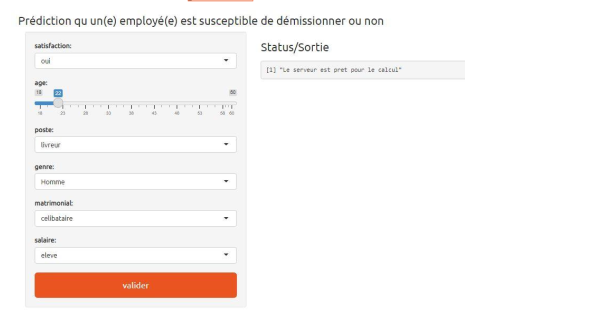 Prédiction qu un(e) employé(e) est susceptible de démissionner ou non
satisfaction:
oui
age:
18 22 60
18 23 28 33 38 43 48 53 58 60
poste:
livreur
genre:
Homme
matrimonial:
celibataire
salaire:
eleve
valider
Status/Sortie
[1] "Le serveur est pret pour le calcul"